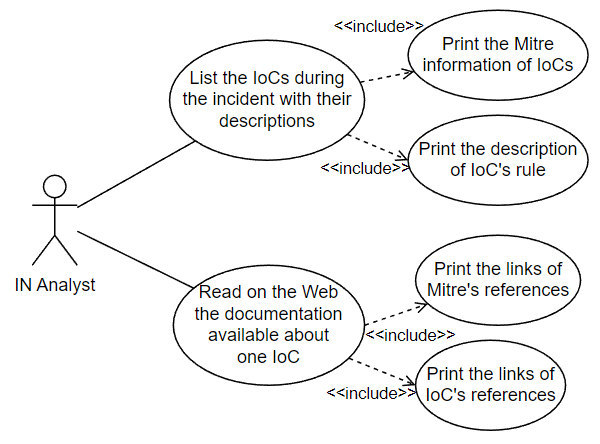 <<include>>
Print the Mitre
information of IoCs
List the IoCs during
the incident with their
descriptions
Print the description
of IoC's rule
<<include>>
IN Analyst
Print the links of
Mitre's references
Read on the Web
the documentation
available about
one IoC
<<include>>
Print the links of
IoC's references
<<include>>